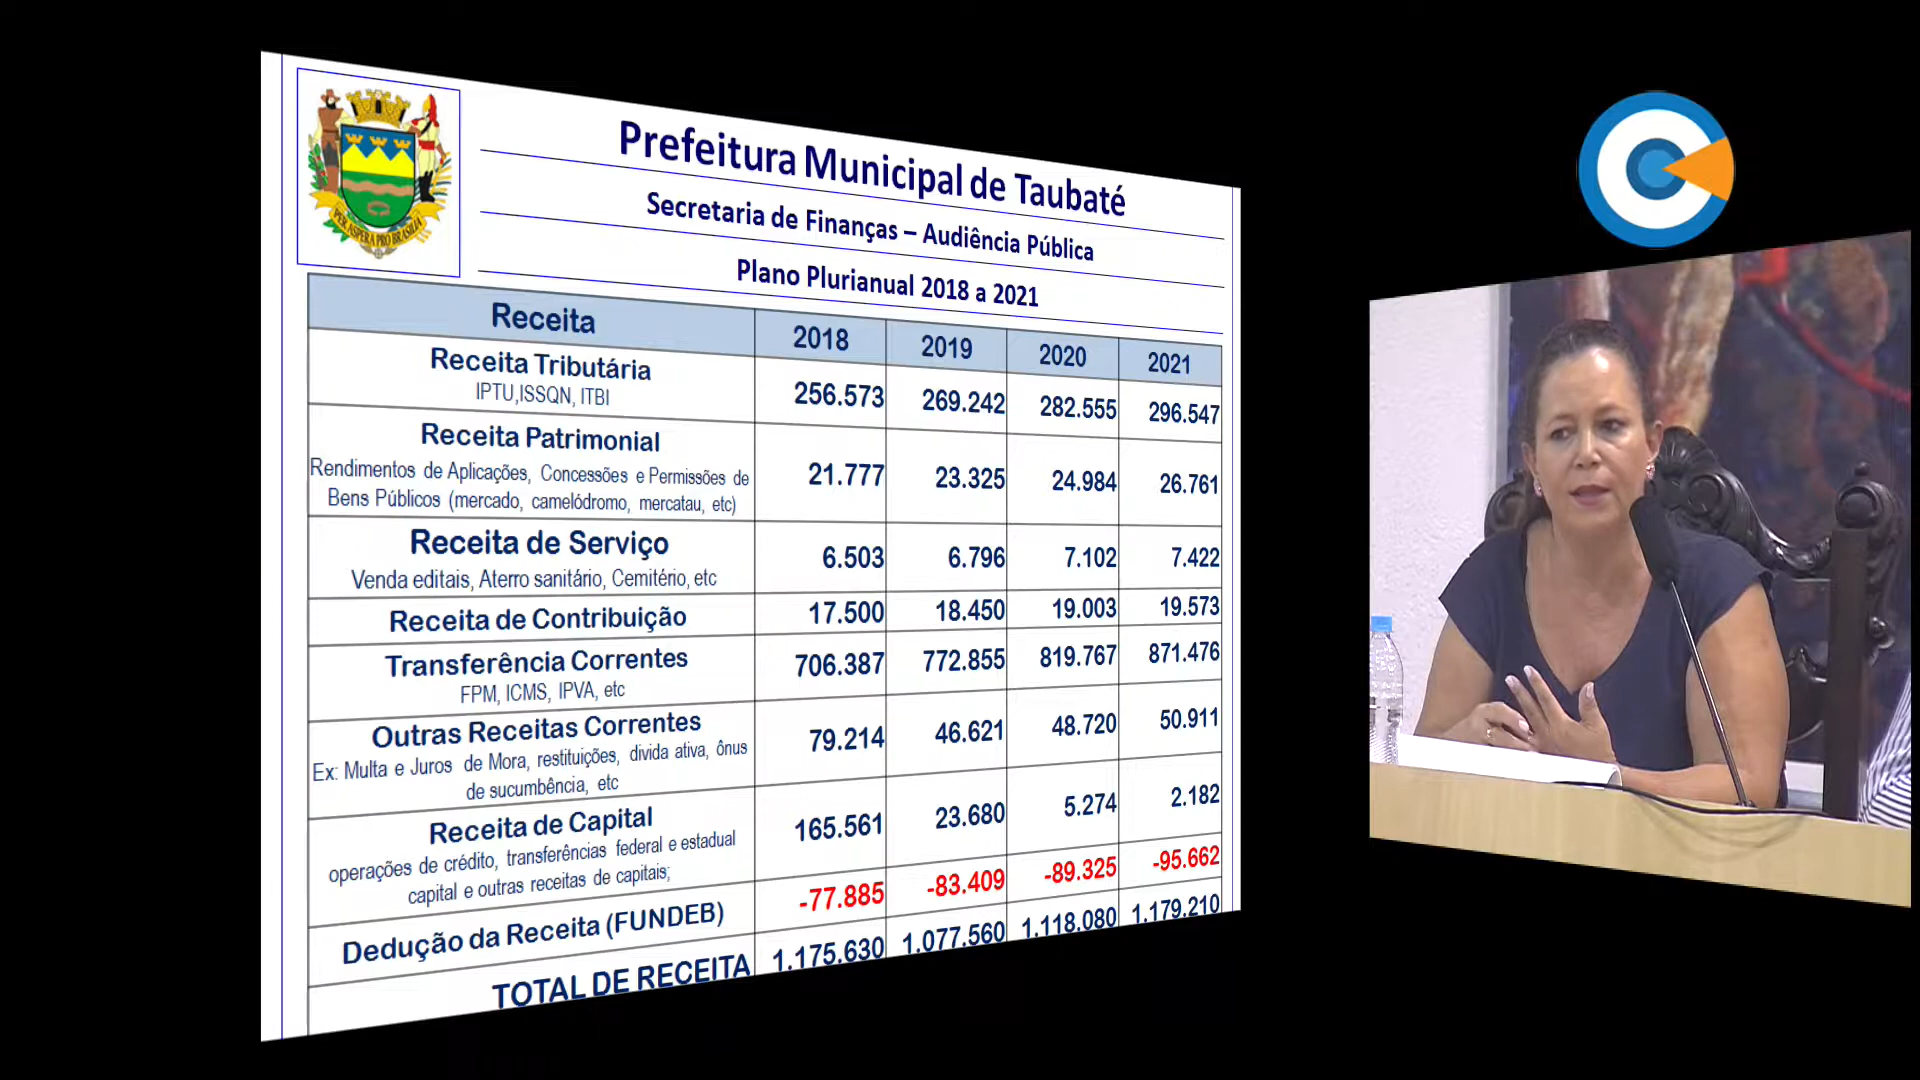 Prefeitura Municipal de Taubaté
Secretaria de Finanças – Audiência Pública
Plano Plurianual 2018 a 2021
PER ASPERA PRO BRASILIA
Receita 2018 2019 2020 2021
Receita Tributária
IPTU,ISSQN, ITBI
256.573 269.242 282.555 296.547
Receita Patrimonial
Rendimentos de Aplicações, Concessões e Permissões de
Bens Públicos (mercado, camelódromo, mercatau, etc)
21.777 23.325 24.984 26.761
Receita de Serviço
Venda editais, Aterro sanitário, Cemitério, etc
6.503 6.796 7.102 7.422
Receita de Contribuição 17.500 18.450 19.003 19.573
Transferência Correntes
FPM, ICMS, IPVA, etc
706.387 772.855 819.767 871.476
Outras Receitas Correntes
Ex: Multa e Juros de Mora, restituições, divida ativa, ônus
de sucumbência, etc
79.214 46.621 48.720 50.911
Receita de Capital
operações de crédito, transferências federal e estadual
capital e outras receitas de capitais;
165.561 23.680 5.274 2.182
Dedução da Receita (FUNDEB) -77.885 -83.409 -89.325 -95.662
TOTAL DE RECEITA 1.175.630 1.077.560 1.118.080 1.179.210